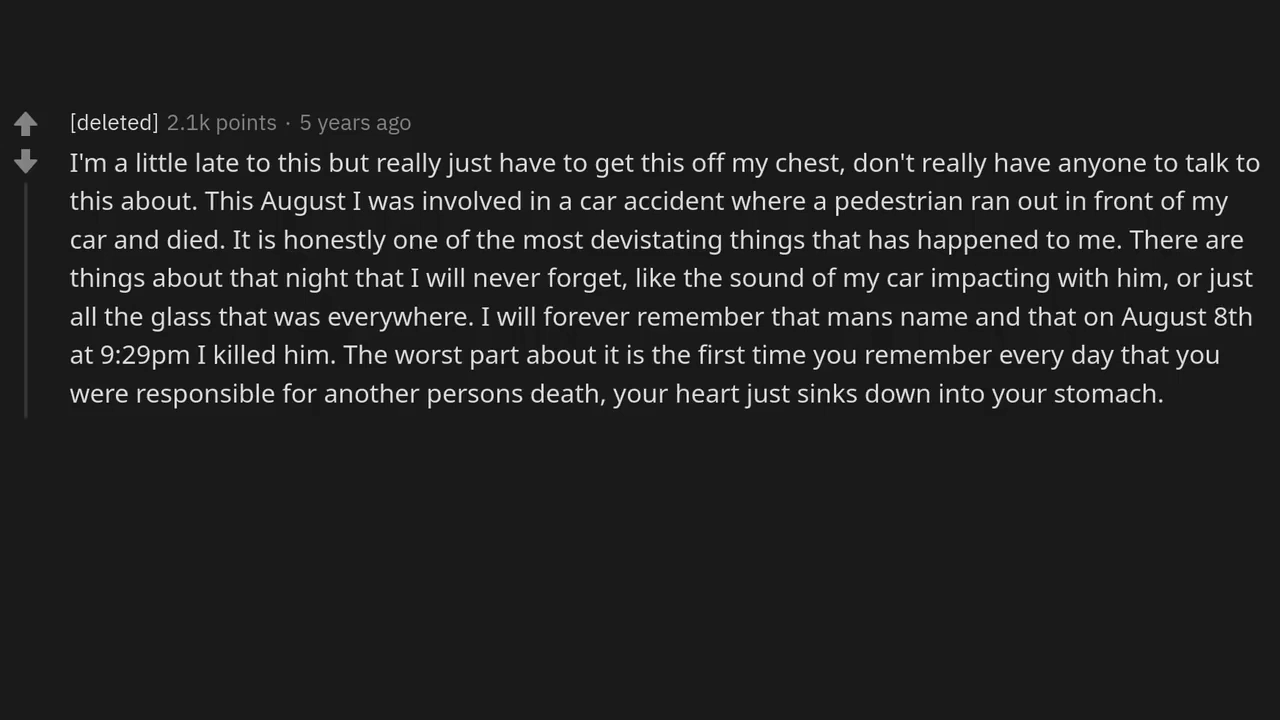 [deleted] 2.1k points · 5 years ago
I'm a little late to this but really just have to get this off my chest, don't really have anyone to talk to
this about. This August I was involved in a car accident where a pedestrian ran out in front of my
car and died. It is honestly one of the most devistating things that has happened to me. There are
things about that night that I will never forget, like the sound of my car impacting with him, or just
all the glass that was everywhere. I will forever remember that mans name and that on August 8th
at 9:29pm I killed him. The worst part about it is the first time you remember every day that you
were responsible for another persons death, your heart just sinks down into your stomach.